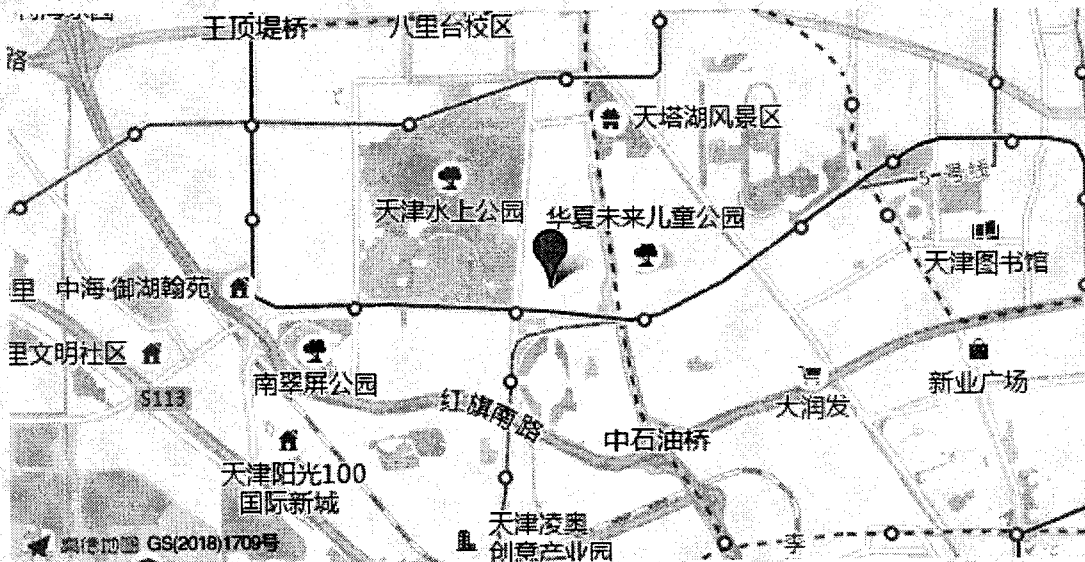 王顶堤桥
八里台校区
路
天塔湖风景区
5号线
天津水上公园
华夏未来儿童公园
天津图书馆
里
中海·御湖翰苑
里文明社区
南翠屏公园
S113
红旗南路
大润发
新业广场
中石油桥
天津阳光100
国际新城
天津凌奥
创意产业园
李
高德地图 GS(2018)1709号